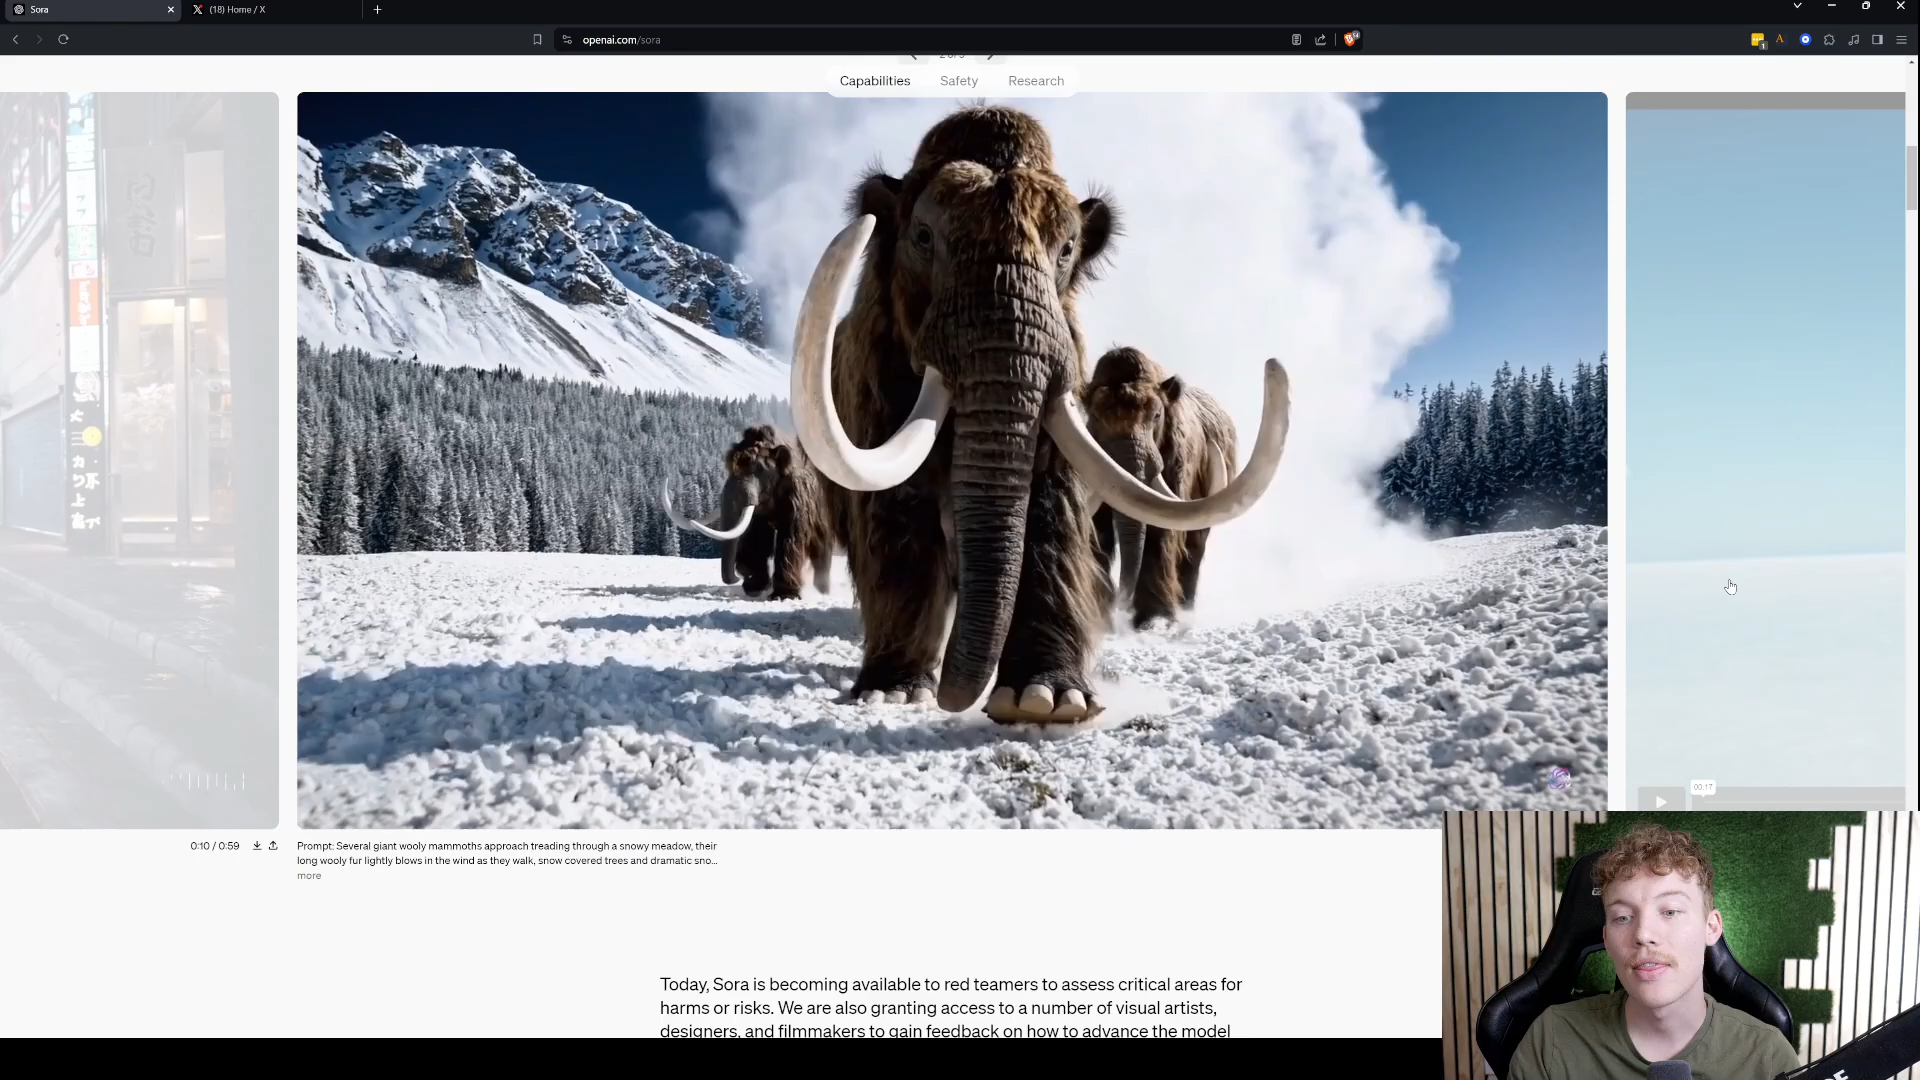 Sora
(18) Home / X
openai.com/sora
Capabilities
Safety
Research
00:17
0:10 / 0:59
Prompt: Several giant wooly mammoths approach treading through a snowy meadow, their
long wooly fur lightly blows in the wind as they walk, snow covered trees and dramatic sno...
more
Today, Sora is becoming available to red teamers to assess critical areas for
harms or risks. We are also granting access to a number of visual artists,
designers, and filmmakers to gain feedback on how to advance the model